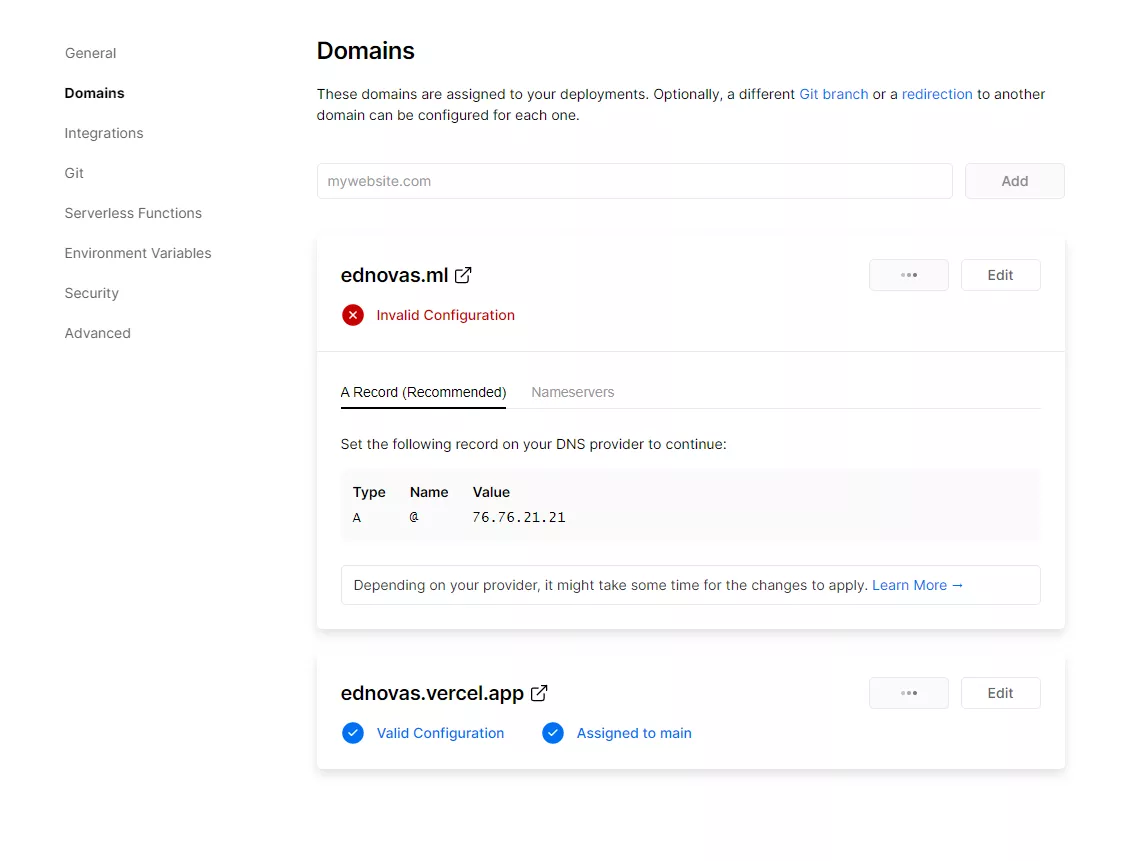 General
Domains
Integrations
Git
Serverless Functions
Environment Variables
Security
Advanced
Domains
These domains are assigned to your deployments. Optionally, a different Git branch or a redirection to another
domain can be configured for each one.
mywebsite.com
Add
ednovas.ml
Edit
Invalid Configuration
A Record (Recommended) Nameservers
Set the following record on your DNS provider to continue:
Type Name Value
A @ 76.76.21.21
Depending on your provider, it might take some time for the changes to apply. Learn More →
ednovas.vercel.app
Edit
Valid Configuration Assigned to main